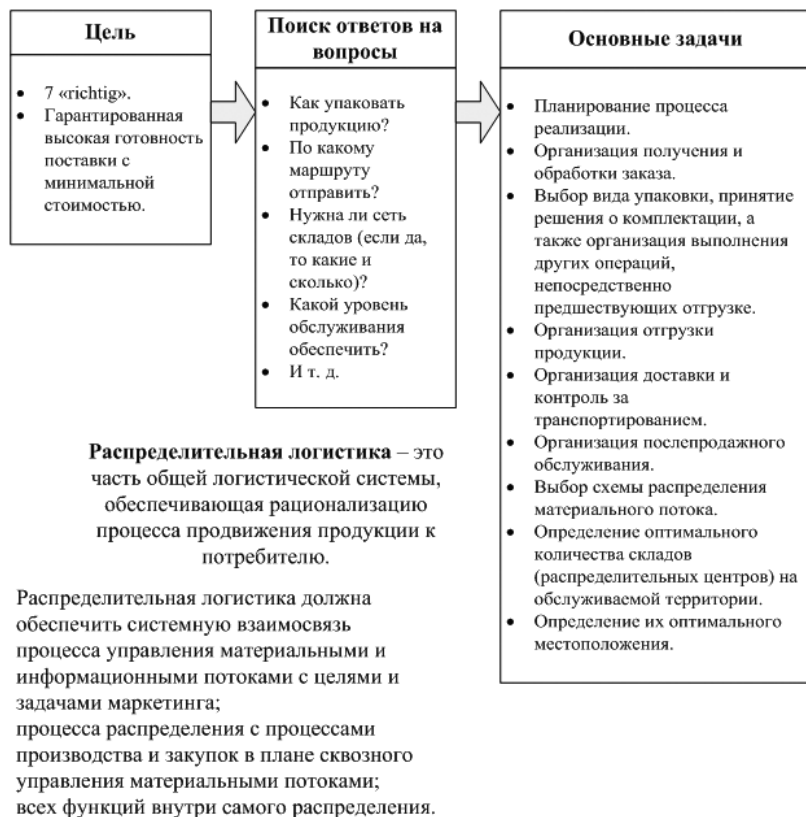 Цель
• 7 «richtig».
• Гарантированная
высокая готовность
поставки с
минимальной
стоимостью.
Поиск ответов на
вопросы
• Как упаковать
продукцию?
• По какому
маршруту
отправить?
• Нужна ли сеть
складов (если да,
то какие и
сколько)?
• Какой уровень
обслуживания
обеспечить?
• И т. д.
Основные задачи
• Планирование процесса
реализации.
• Организация получения и
обработки заказа.
• Выбор вида упаковки, принятие
решения о комплектации, а
также организация выполнения
других операций,
непосредственно
предшествующих отгрузке.
• Организация отгрузки
продукции.
• Организация доставки и
контроль за
транспортированием.
• Организация послепродажного
обслуживания.
• Выбор схемы распределения
материального потока.
• Определение оптимального
количества складов
(распределительных центров) на
обслуживаемой территории.
• Определение их оптимального
местоположения.
Распределительная логистика – это
часть общей логистической системы,
обеспечивающая рационализацию
процесса продвижения продукции к
потребителю.
Распределительная логистика должна
обеспечить системную взаимосвязь
процесса управления материальными и
информационными потоками с целями и
задачами маркетинга;
процесса распределения с процессами
производства и закупок в плане сквозного
управления материальными потоками;
всех функций внутри самого распределения.